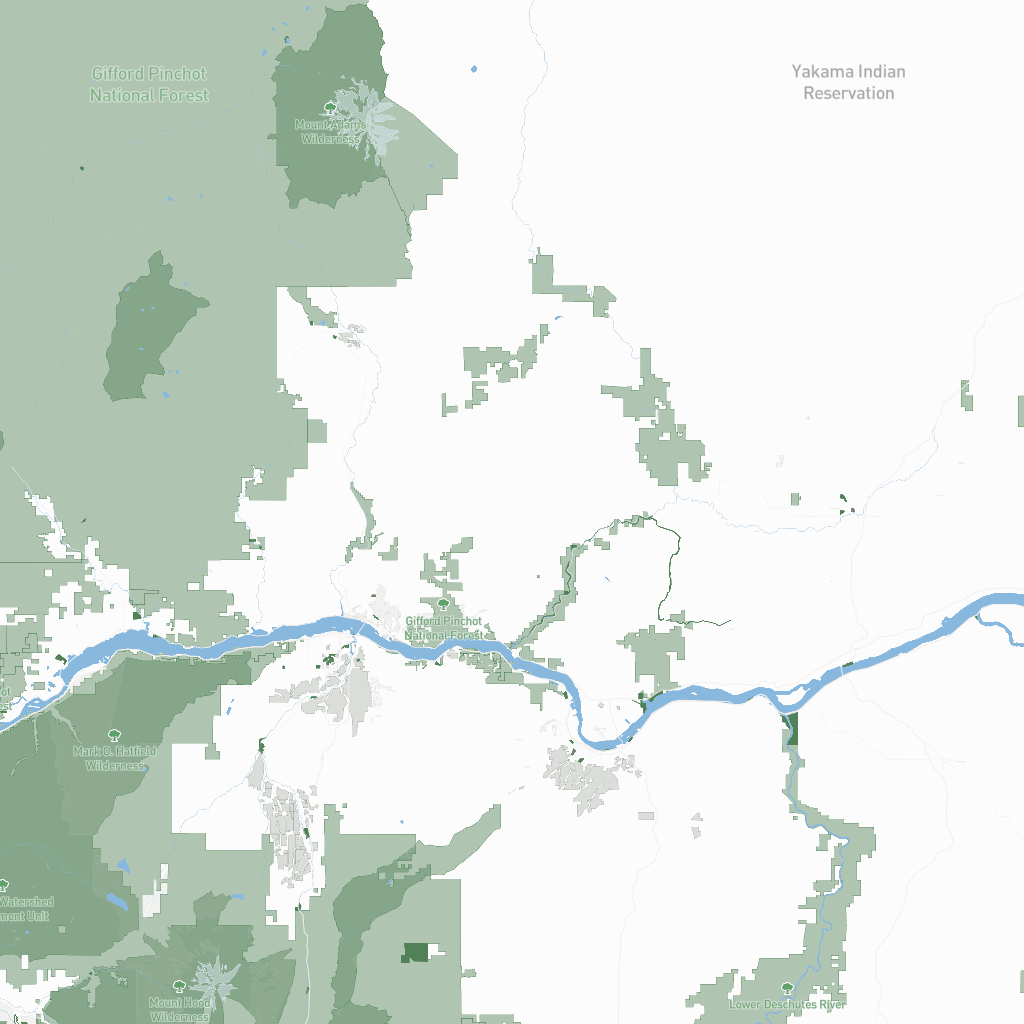 Gifford Pinchot
National Forest
Yakama Indian
Reservation
Mount Adams
Wilderness
Gifford Pinchot
National Forest
ot
Mark O. Hatfield
Wilderness
Watershed
ment Unit
Mount Hood
Wilderness
Lower Deschutes River